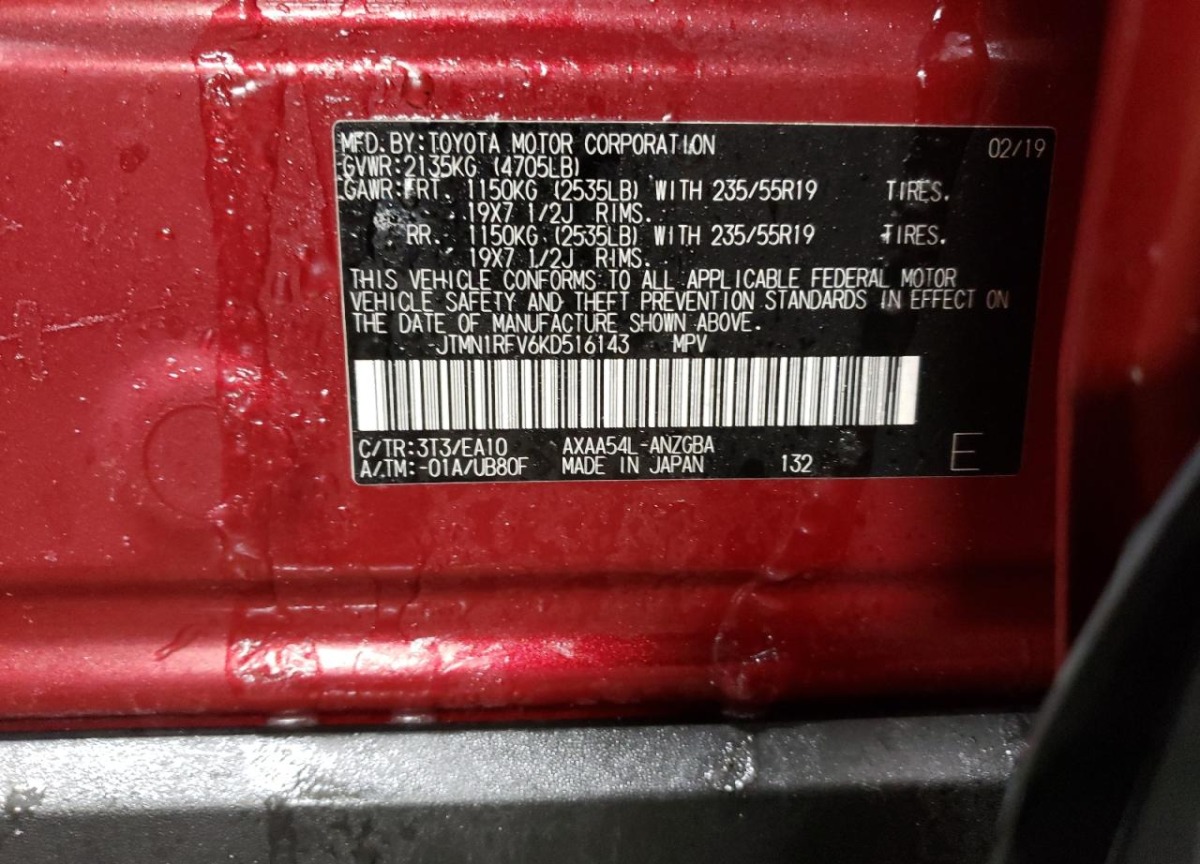 MFD.BY:TOYOTA MOTOR CORPORATION 02/19
GVWR:2135KG (4705LB)
GAWR:FRT. 1150KG (2535LB) WITH 235/55R19 TIRES.
19X7 1/2J RIMS.
RR. 1150KG (2535LB) WITH 235/55R19 TIRES.
19X7 1/2J RIMS.
THIS VEHICLE CONFORMS TO ALL APPLICABLE FEDERAL MOTOR
VEHICLE SAFETY AND THEFT PREVENTION STANDARDS IN EFFECT ON
THE DATE OF MANUFACTURE SHOWN ABOVE.
JTMN1RFV6KD516143 MPV
C/TR:3T3/EA10 AXAA54L-ANZGBA
A/TM:-01A/UB80F MADE IN JAPAN 132 E